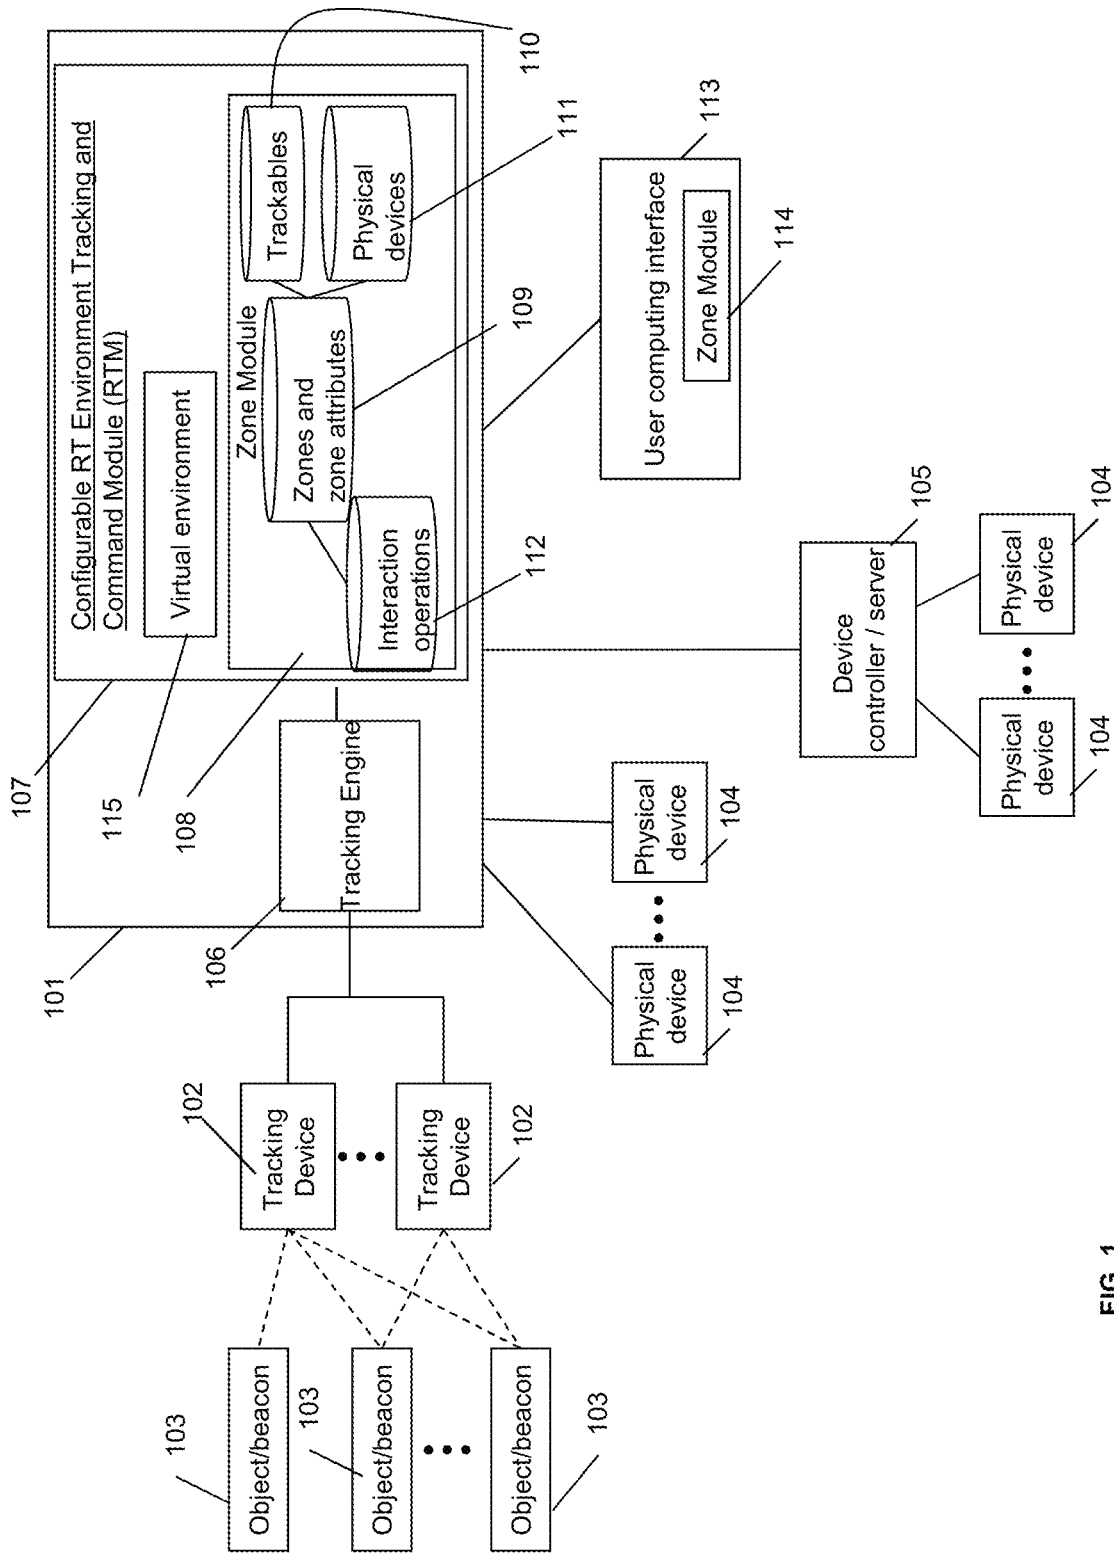 Configurable RT Environment Tracking and
Command Module (RTM)
107
115
Virtual environment
108
Zone Module
110
Trackables
111
Physical
devices
109
Zones and
zone attributes
112
Interaction
operations
101
106
Tracking Engine
102
Tracking
Device
Tracking
Device
102
103
Object/beacon
103
Object/beacon
Object/beacon
103
Physical
device
104
Physical
device
104
113
User computing interface
Zone Module
114
105
Device
controller / server
Physical
device
104
Physical
device
104
FIG. 1